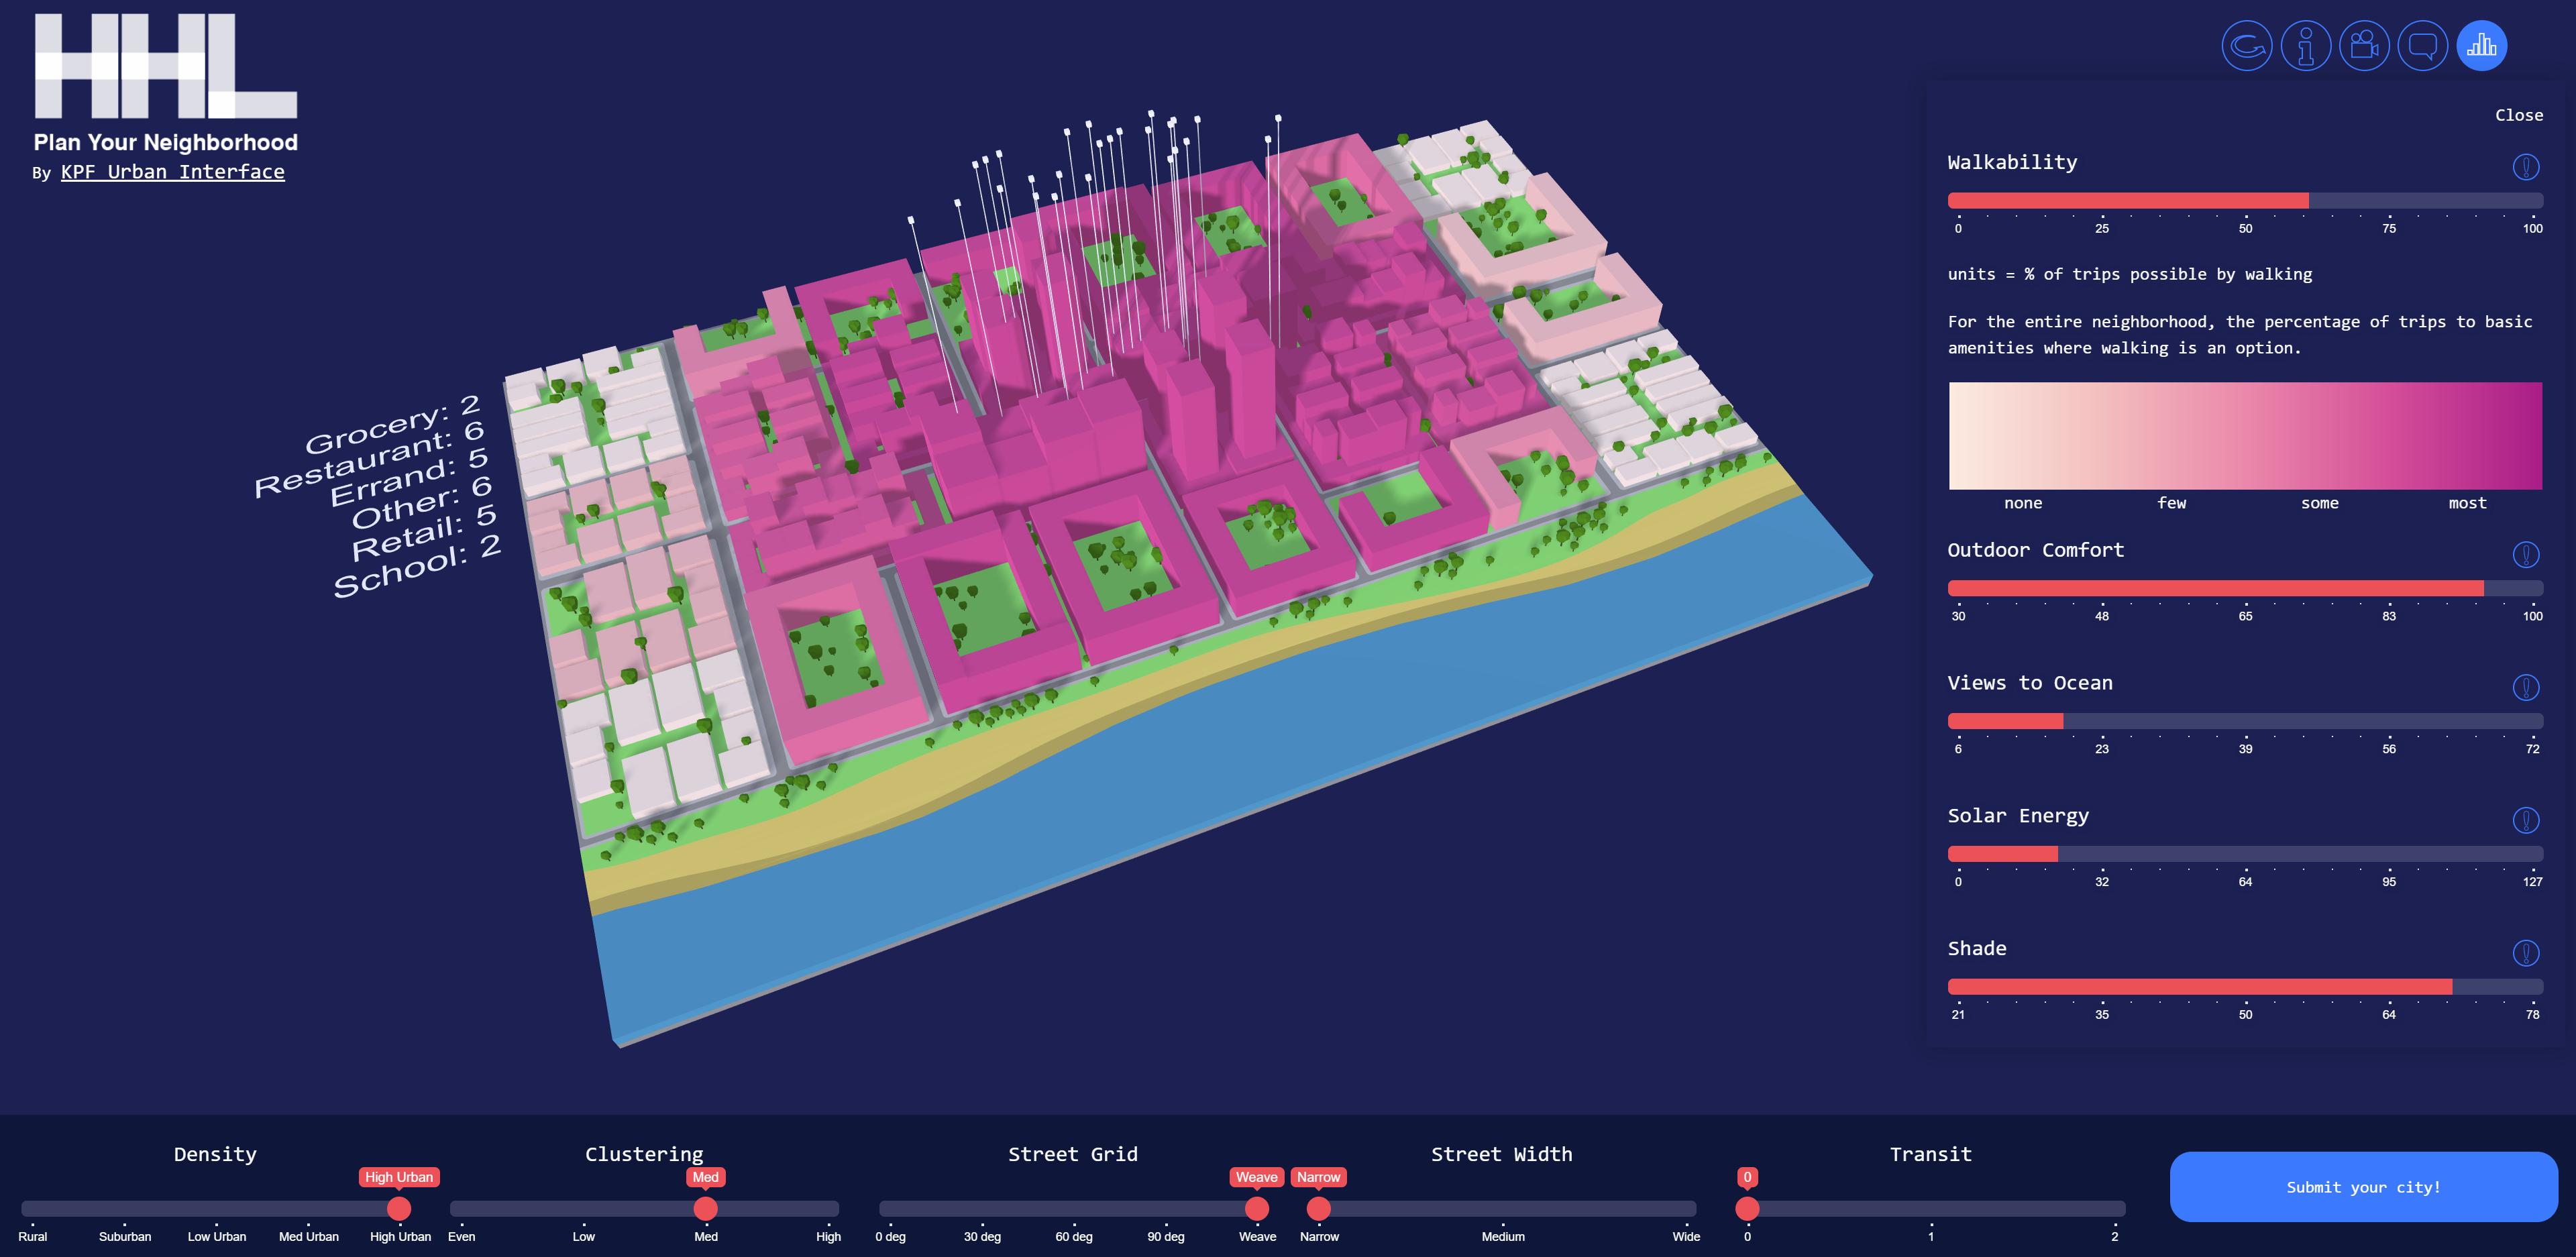 HHL
Plan Your Neighborhood
By KPF Urban Interface
Grocery: 2
Restaurant: 6
Errand: 5
Other: 6
Retail: 5
School: 2
Close
Walkability
0 25 50 75 100
units = % of trips possible by walking
For the entire neighborhood, the percentage of trips to basic
amenities where walking is an option.
none few some most
Outdoor Comfort
30 48 65 83 100
Views to Ocean
6 23 39 56 72
Solar Energy
0 32 64 95 127
Shade
21 35 50 64 78
Density
High Urban
Rural Suburban Low Urban Med Urban High Urban
Clustering
Med
Even Low Med High
Street Grid
Weave
0 deg 30 deg 60 deg 90 deg Weave
Street Width
Narrow
Narrow Medium Wide
Transit
0
0 1 2
Submit your city!